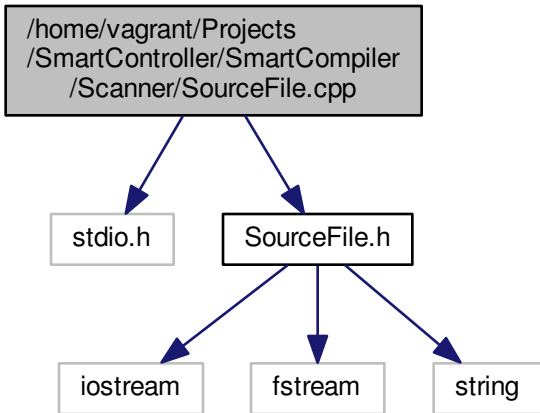 /home/vagrant/Projects
/SmartController/SmartCompiler
/Scanner/SourceFile.cpp
stdio.h
SourceFile.h
iostream
fstream
string